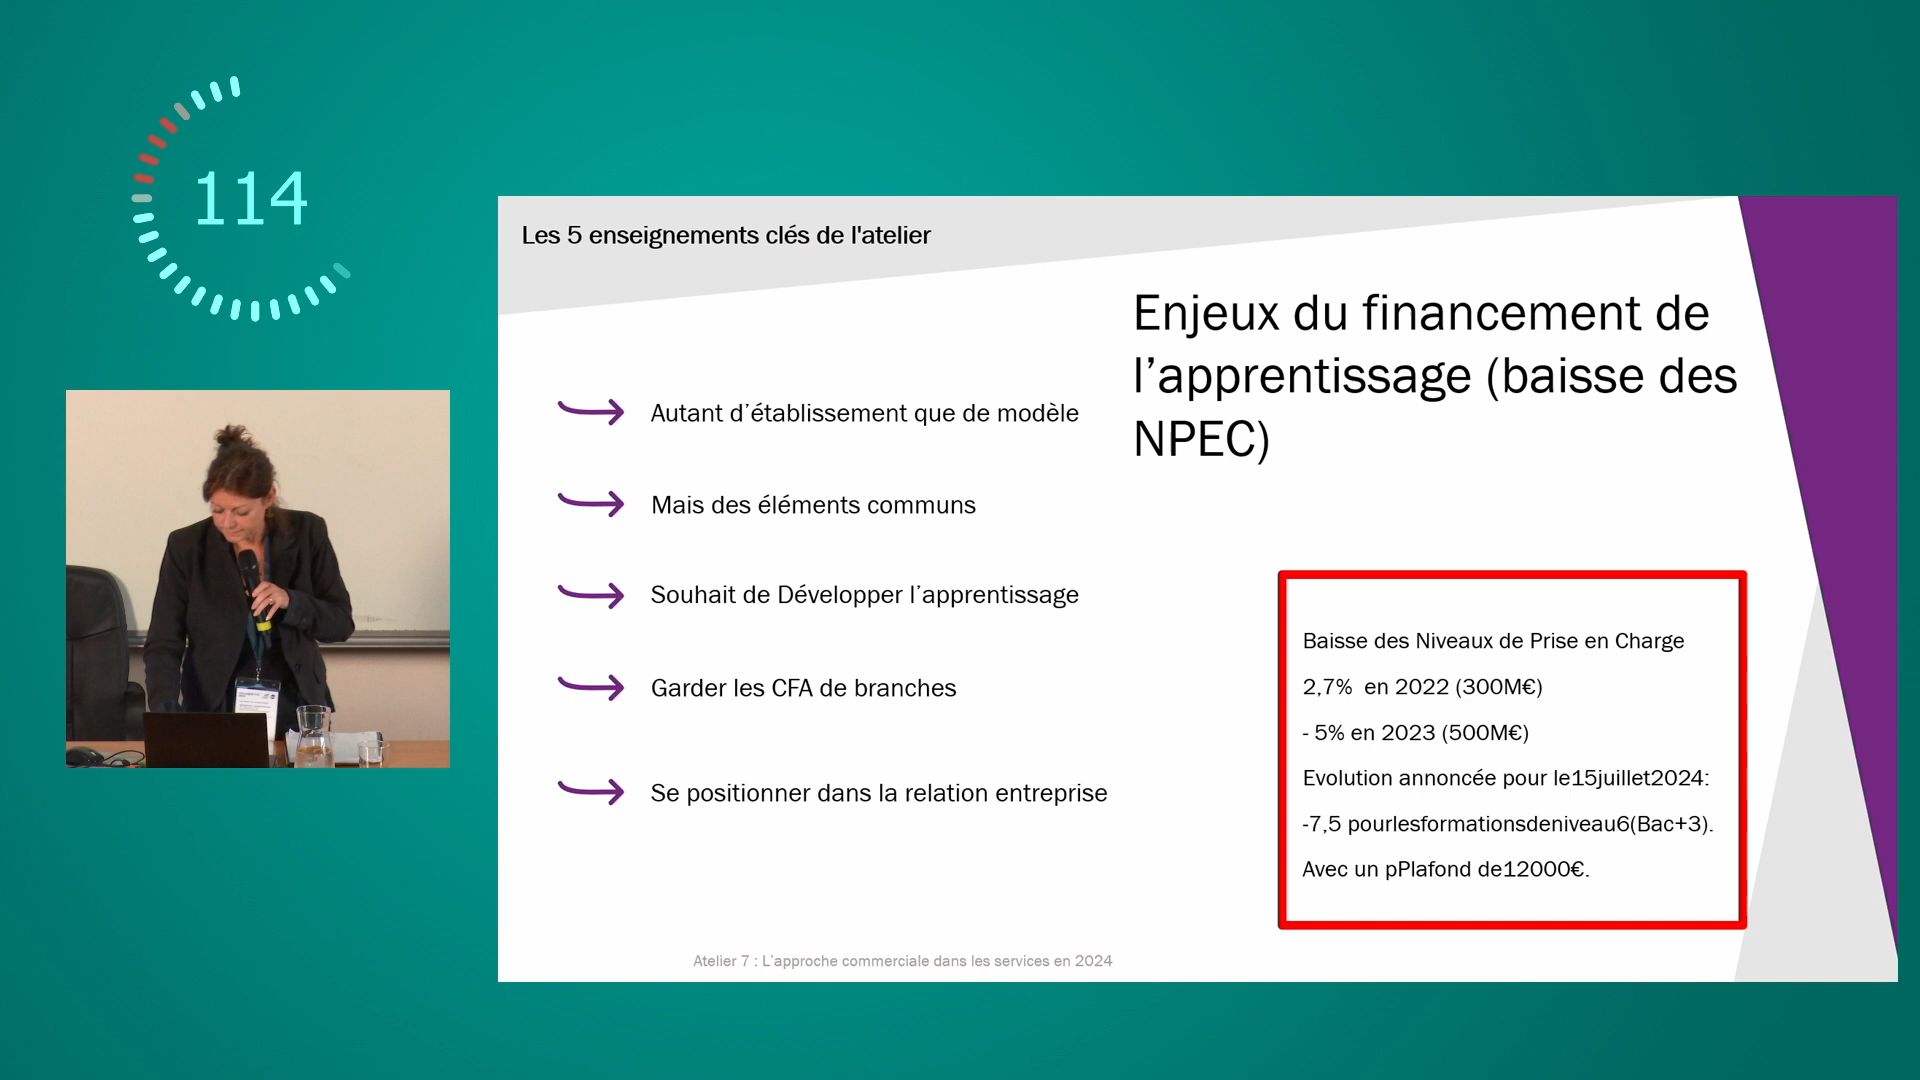 114
Les 5 enseignements clés de l'atelier
Enjeux du financement de
l’apprentissage (baisse des
NPEC)
Autant d’établissement que de modèle
Mais des éléments communs
Souhait de Développer l’apprentissage
Garder les CFA de branches
Se positionner dans la relation entreprise
Baisse des Niveaux de Prise en Charge
2,7%  en 2022 (300M€)
- 5% en 2023 (500M€)
Evolution annoncée pour le15juillet2024:
-7,5 pourlesformationsdeniveau6(Bac+3).
Avec un pPlafond de12000€.
Atelier 7 : L’approche commerciale dans les services en 2024